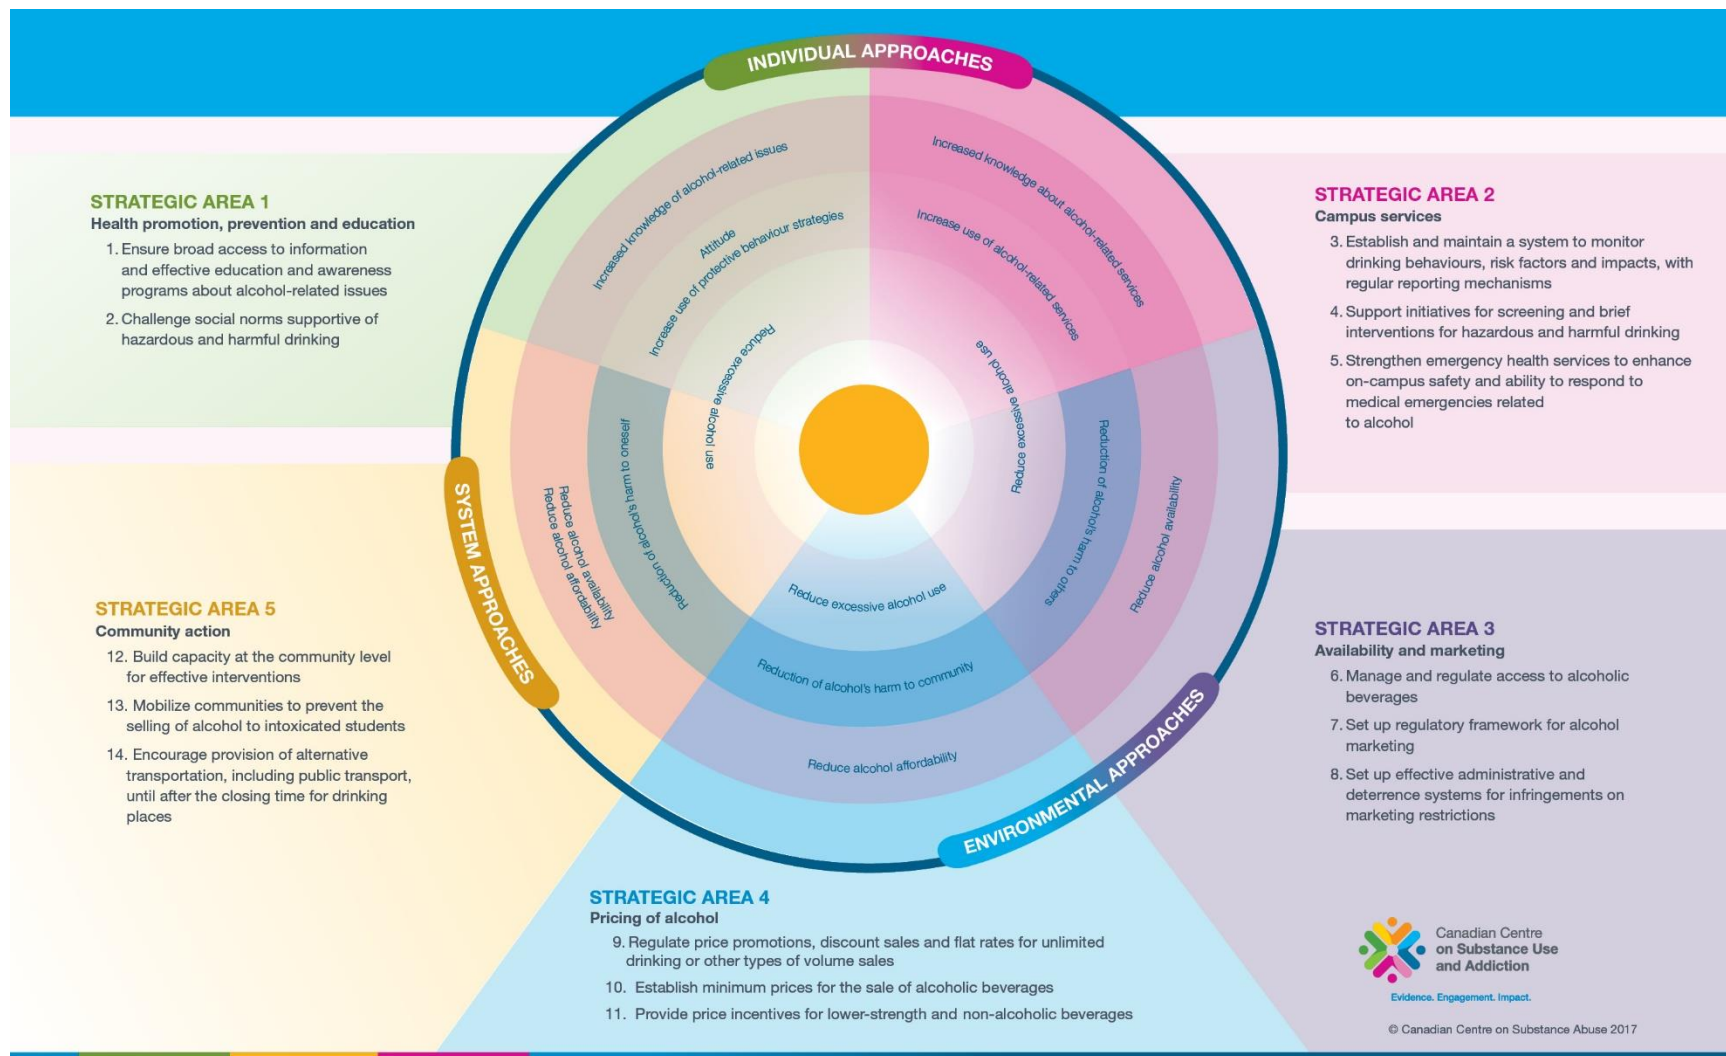 INDIVIDUAL APPROACHES
STRATEGIC AREA 1
Health promotion, prevention and education
1. Ensure broad access to information
and effective education and awareness
programs about alcohol-related issues
2. Challenge social norms supportive of
hazardous and harmful drinking
Increased knowledge of alcohol-related issues
Attitude
Increase use of protective behaviour strategies
Reduce excessive alcohol use
Increased knowledge about alcohol-related services
Increase use of alcohol-related services
Reduce excessive alcohol use
STRATEGIC AREA 2
Campus services
3. Establish and maintain a system to monitor
drinking behaviours, risk factors and impacts, with
regular reporting mechanisms
4. Support initiatives for screening and brief
interventions for hazardous and harmful drinking
5. Strengthen emergency health services to enhance
on-campus safety and ability to respond to
medical emergencies related
to alcohol
SYSTEM APPROACHES
Reduce alcohol availability
Reduce alcohol affordability
Reduction of alcohol's harm to oneself
Reduction of alcohol's harm to others
Reduce alcohol availability
Reduce excessive alcohol use
Reduction of alcohol's harm to community
Reduce alcohol affordability
ENVIRONMENTAL APPROACHES
STRATEGIC AREA 5
Community action
12. Build capacity at the community level
for effective interventions
13. Mobilize communities to prevent the
selling of alcohol to intoxicated students
14. Encourage provision of alternative
transportation, including public transport,
until after the closing time for drinking
places
STRATEGIC AREA 3
Availability and marketing
6. Manage and regulate access to alcoholic
beverages
7. Set up regulatory framework for alcohol
marketing
8. Set up effective administrative and
deterrence systems for infringements on
marketing restrictions
STRATEGIC AREA 4
Pricing of alcohol
9. Regulate price promotions, discount sales and flat rates for unlimited
drinking or other types of volume sales
10. Establish minimum prices for the sale of alcoholic beverages
11. Provide price incentives for lower-strength and non-alcoholic beverages
Canadian Centre
on Substance Use
and Addiction
Evidence. Engagement. Impact.
© Canadian Centre on Substance Abuse 2017